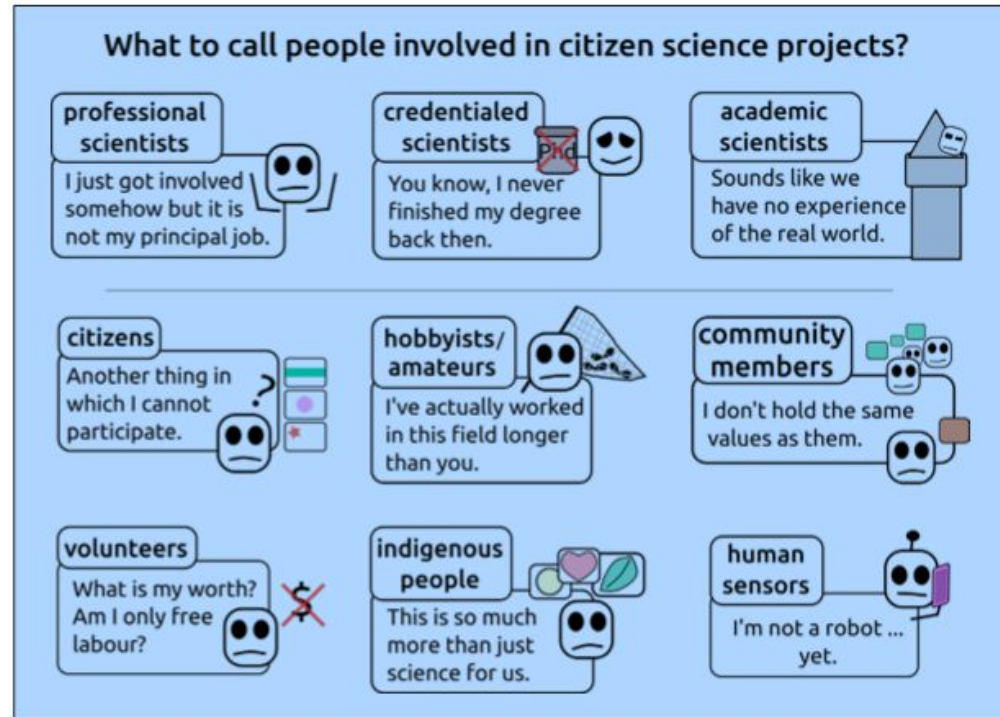 What to call people involved in citizen science projects?
professional
scientists
I just got involved
somehow but it is
not my principal job.
credentialed
scientists
Phd
You know, I never
finished my degree
back then.
academic
scientists
Sounds like we
have no experience
of the real world.
citizens
Another thing in
which I cannot
participate.
?
hobbyists/
amateurs
I've actually worked
in this field longer
than you.
community
members
I don't hold the same
values as them.
volunteers
What is my worth?
Am I only free
labour?
$
indigenous
people
This is so much
more than just
science for us.
human
sensors
I'm not a robot ...
yet.